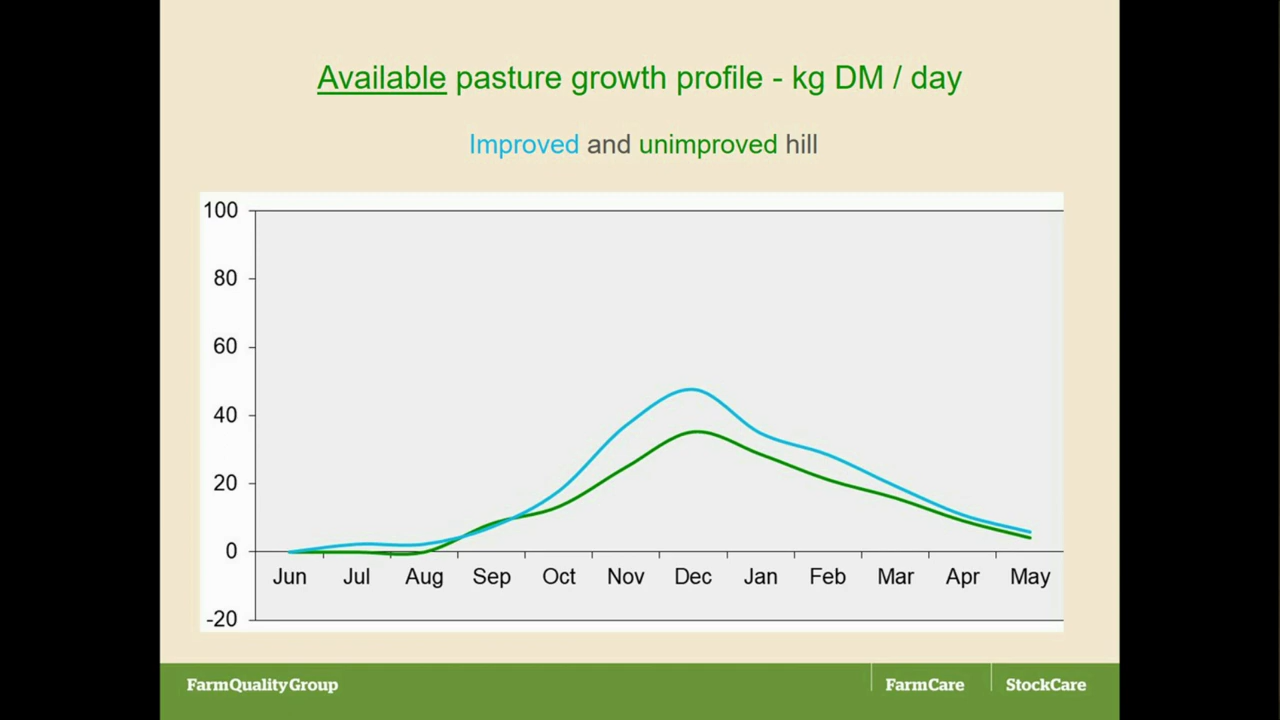 Available pasture growth profile - kg DM / day
Improved and unimproved hill
100
80
60
40
20
0
Jun Jul Aug Sep Oct Nov Dec Jan Feb Mar Apr May
-20
FarmQualityGroup
FarmCare
StockCare